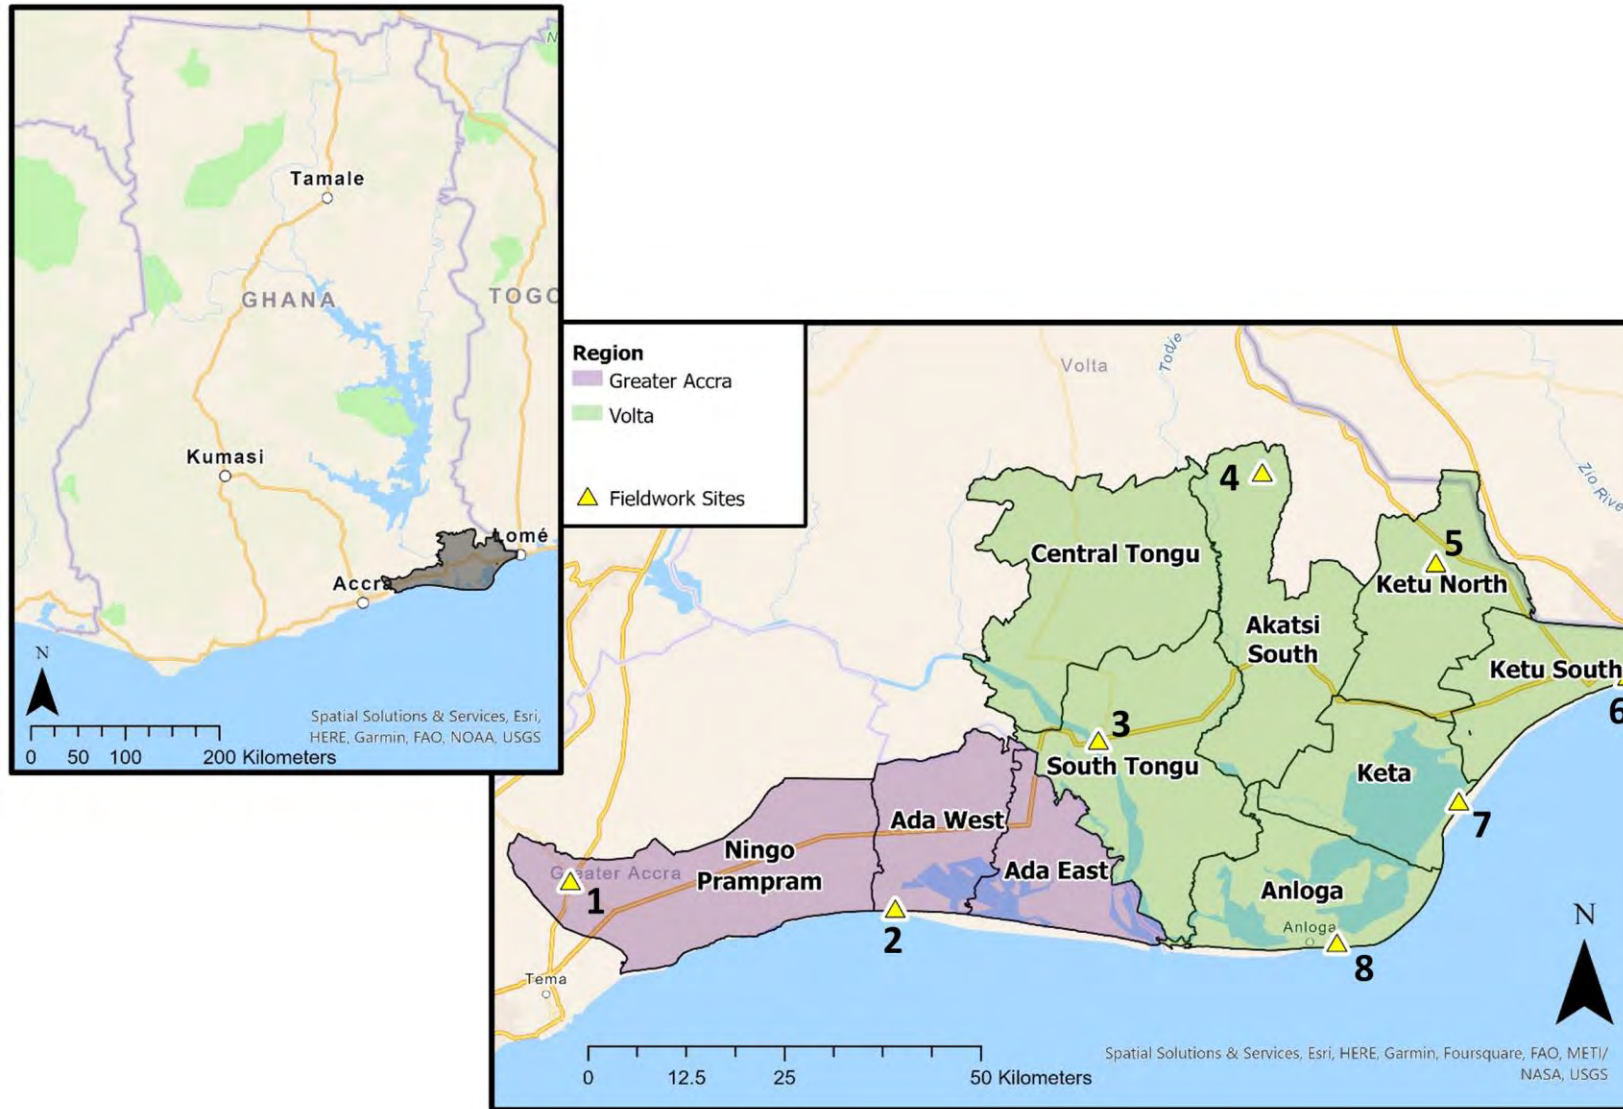 N
Tamale
GHANA
TOGO
Kumasi
Lomé
Accra
N
Spatial Solutions & Services, Esri,
HERE, Garmin, FAO, NOAA, USGS
0 50 100 200 Kilometers
Region
Greater Accra
Volta
Fieldwork Sites
Volta
Todie
Zio River
4
5
Central Tongu
Ketu North
Akatsi
South
Ketu South
6
3
South Tongu
Keta
7
Ada West
Ningo
Prampram
Greater Accra
Ada East
1
Anloga
Anloga
2
8
Tema
N
0 12.5 25 50 Kilometers
Spatial Solutions & Services, Esri, HERE, Garmin, Foursquare, FAO, METI/
NASA, USGS